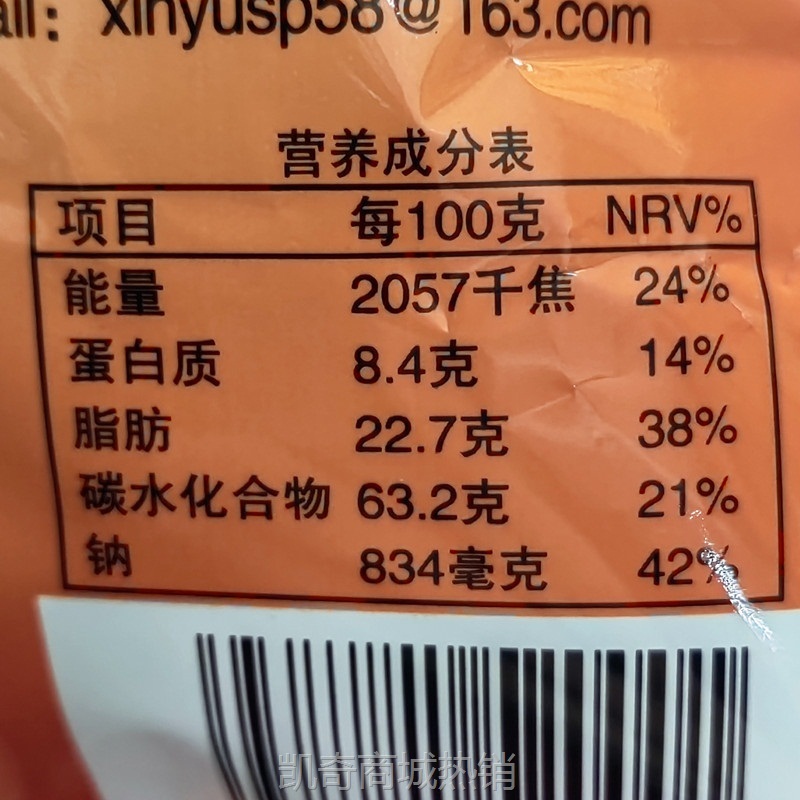 ail: xinyusp58@163.com
营养成分表
项目 每100克 NRV%
能量 2057千焦 24%
蛋白质 8.4克 14%
脂肪 22.7克 38%
碳水化合物 63.2克 21%
钠 834毫克 42%
凯奇商城热销